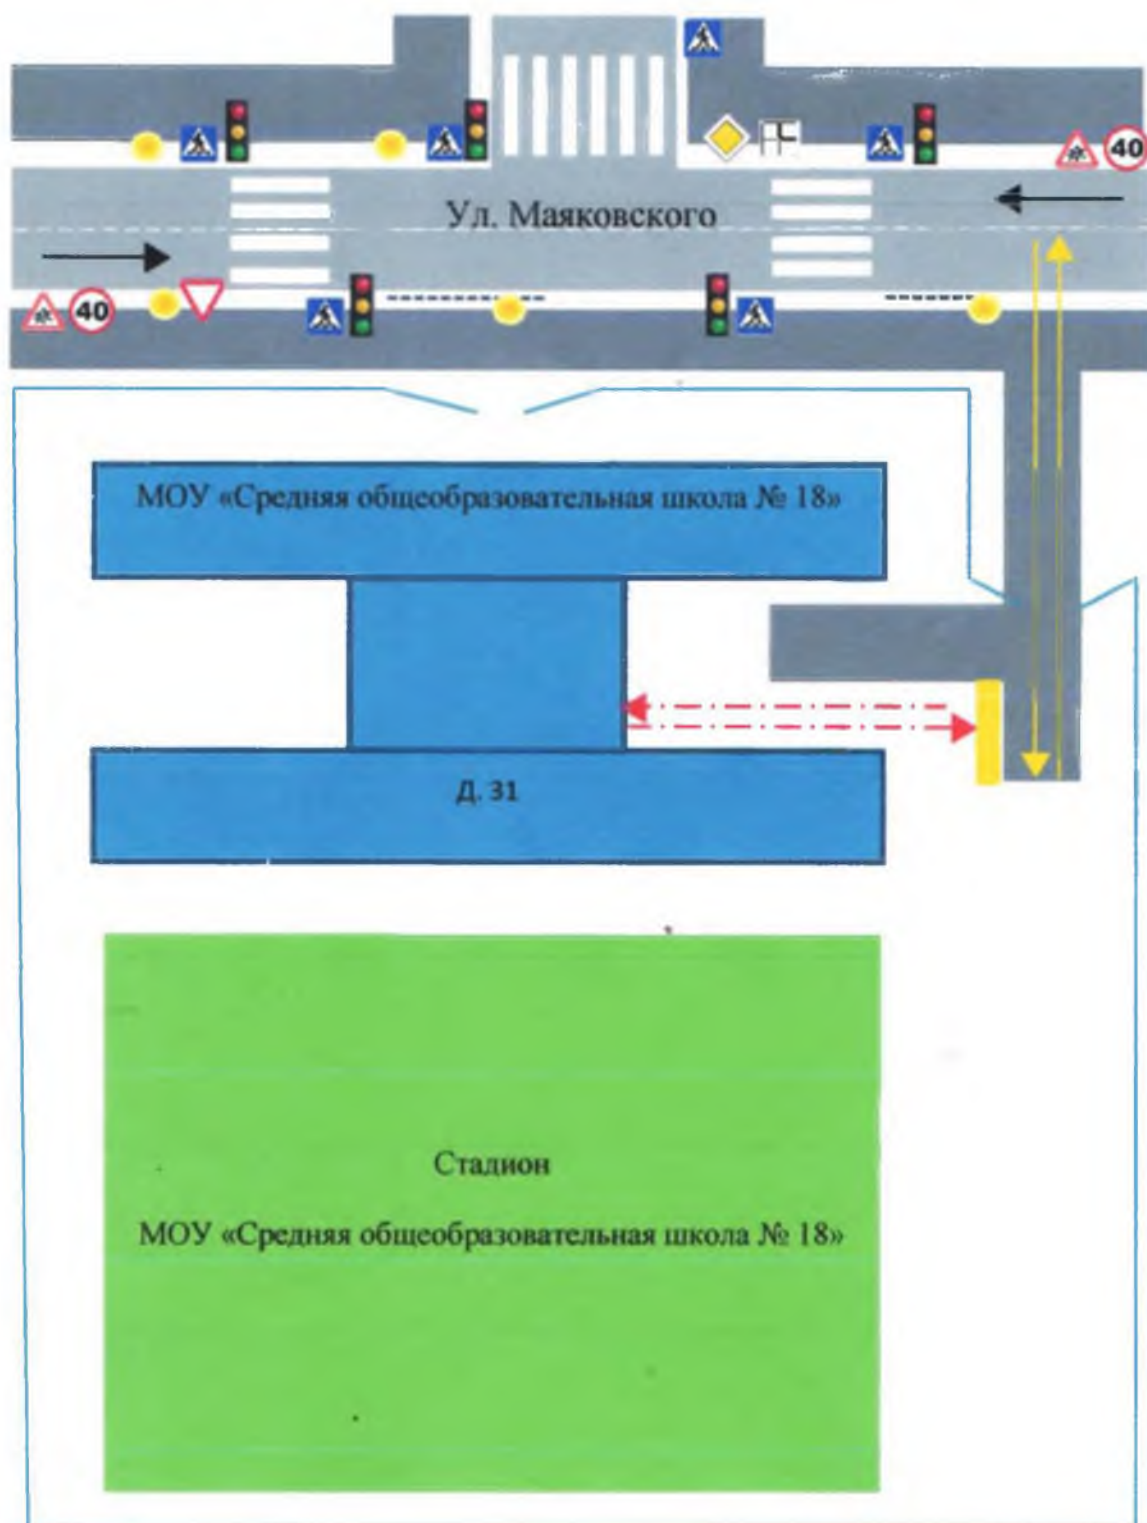 40
Ул. Маяковского
40
МОУ «Средняя общеобразовательная школа № 18»
Д. 31
Стадион
МОУ «Средняя общеобразовательная школа № 18»